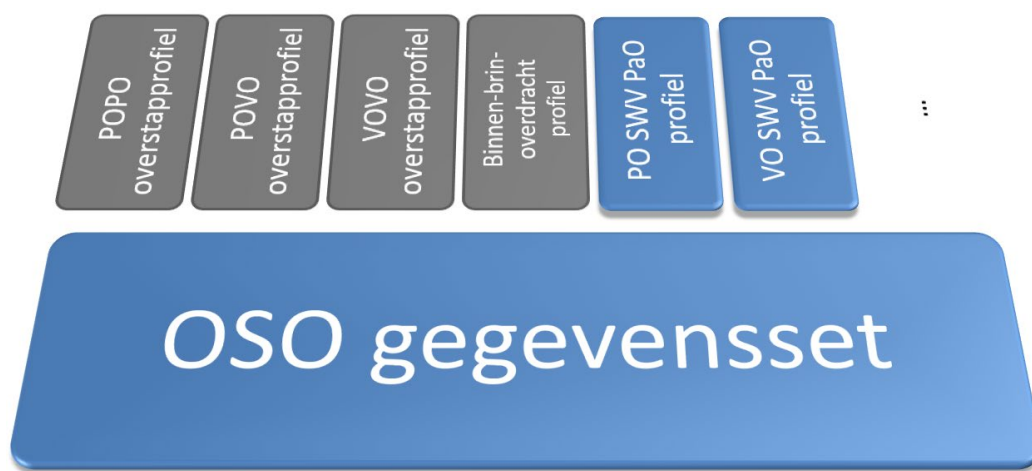 POPO
overstapprofiel
POVO
overstapprofiel
VOVO
overstapprofiel
Binnen-brin-
overdracht
profiel
PO SWV PaO
profiel
VO SWV PaO
profiel
...
OSO gegevensset